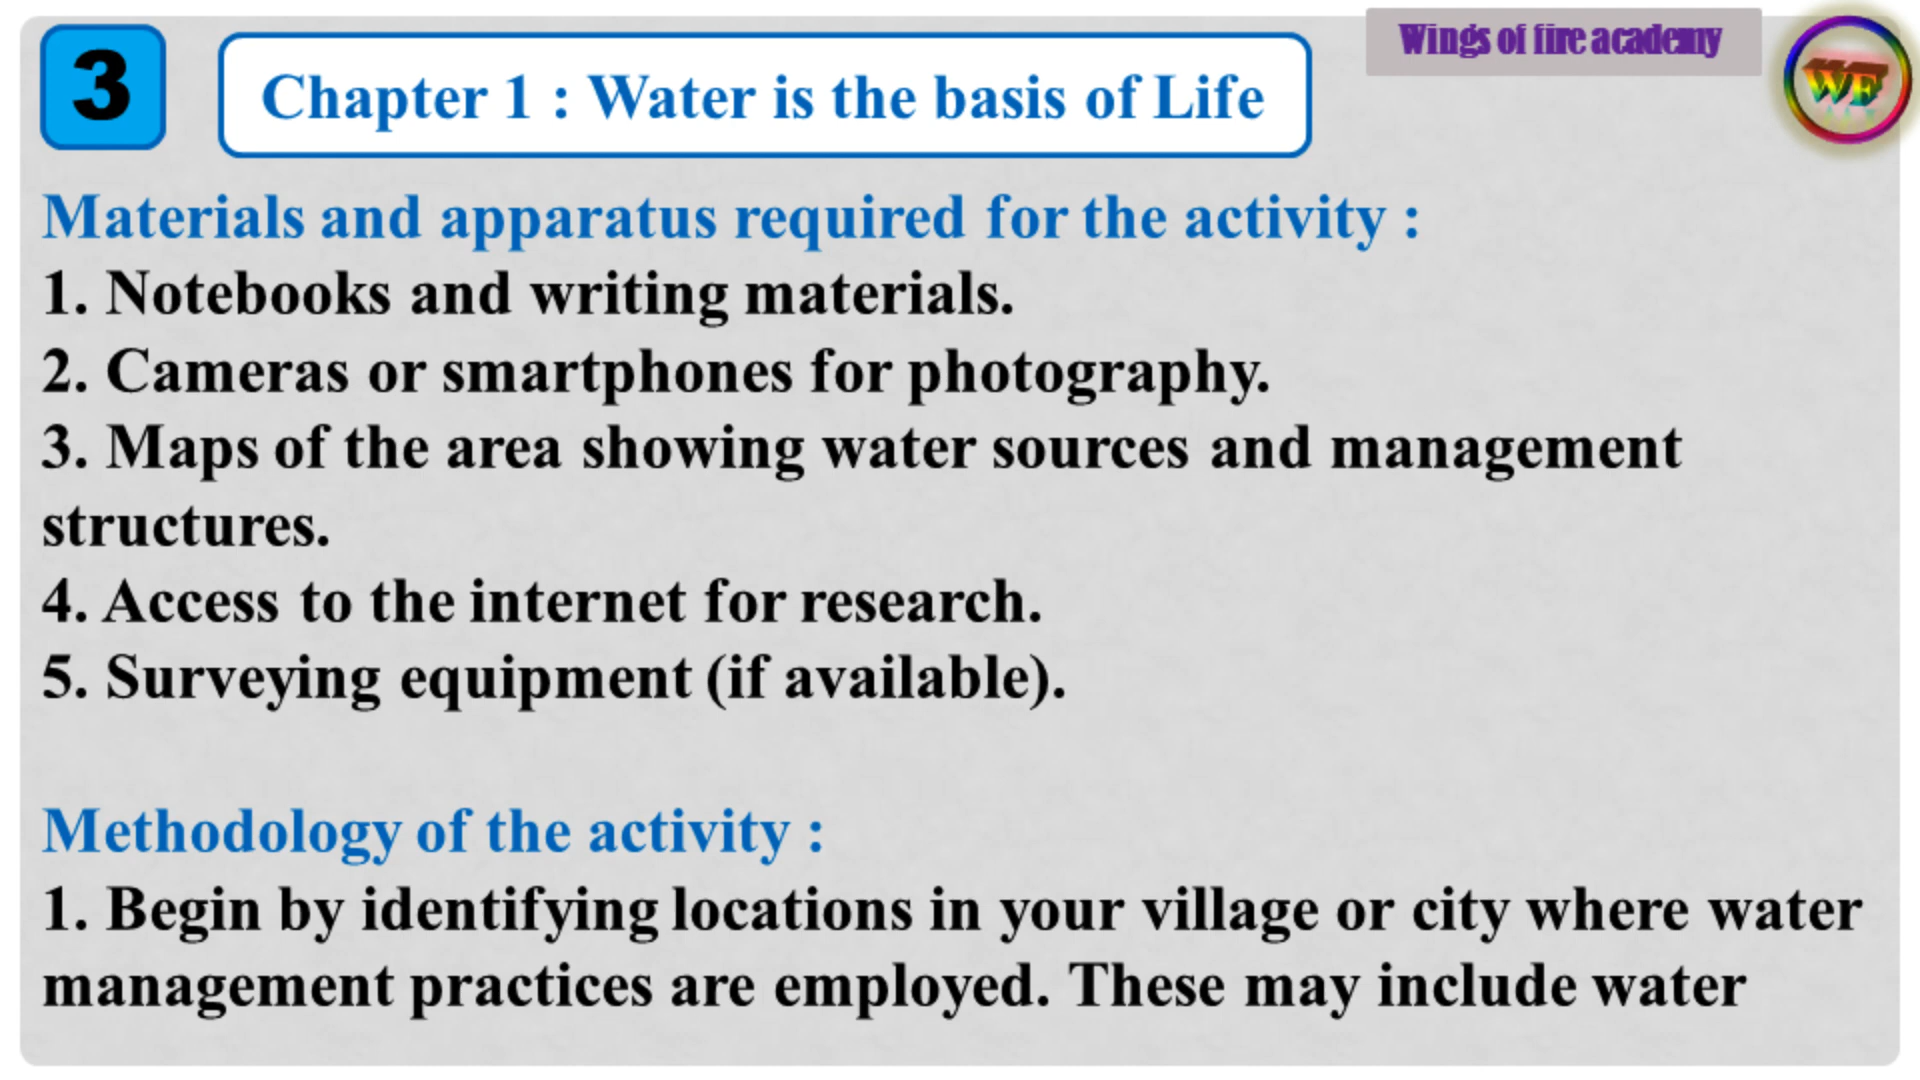 3
Chapter 1 : Water is the basis of Life
Wings of fire academy
WF
Materials and apparatus required for the activity :
1. Notebooks and writing materials.
2. Cameras or smartphones for photography.
3. Maps of the area showing water sources and management
structures.
4. Access to the internet for research.
5. Surveying equipment (if available).
Methodology of the activity :
1. Begin by identifying locations in your village or city where water
management practices are employed. These may include water